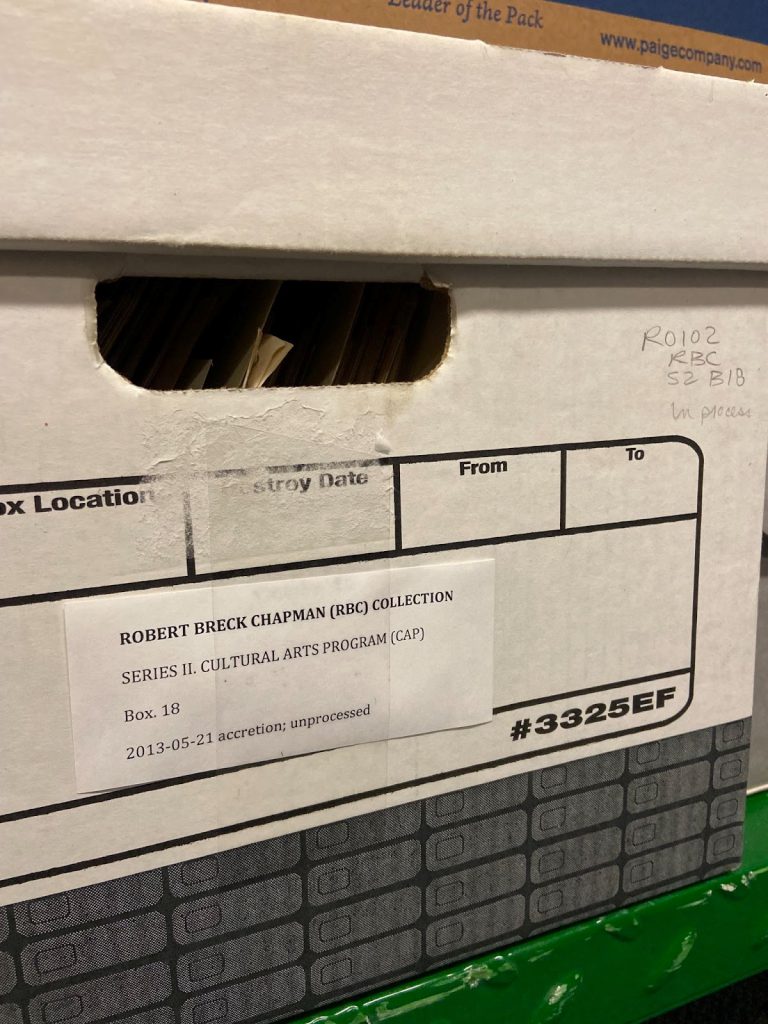 Leader of the Pack
www.paigecompany.com
R0102
RBC
S2 B18
In process
ox Location
stroy Date
From
To
ROBERT BRECK CHAPMAN (RBC) COLLECTION
SERIES II. CULTURAL ARTS PROGRAM (CAP)
Box. 18
2013-05-21 accretion; unprocessed
#3325EF